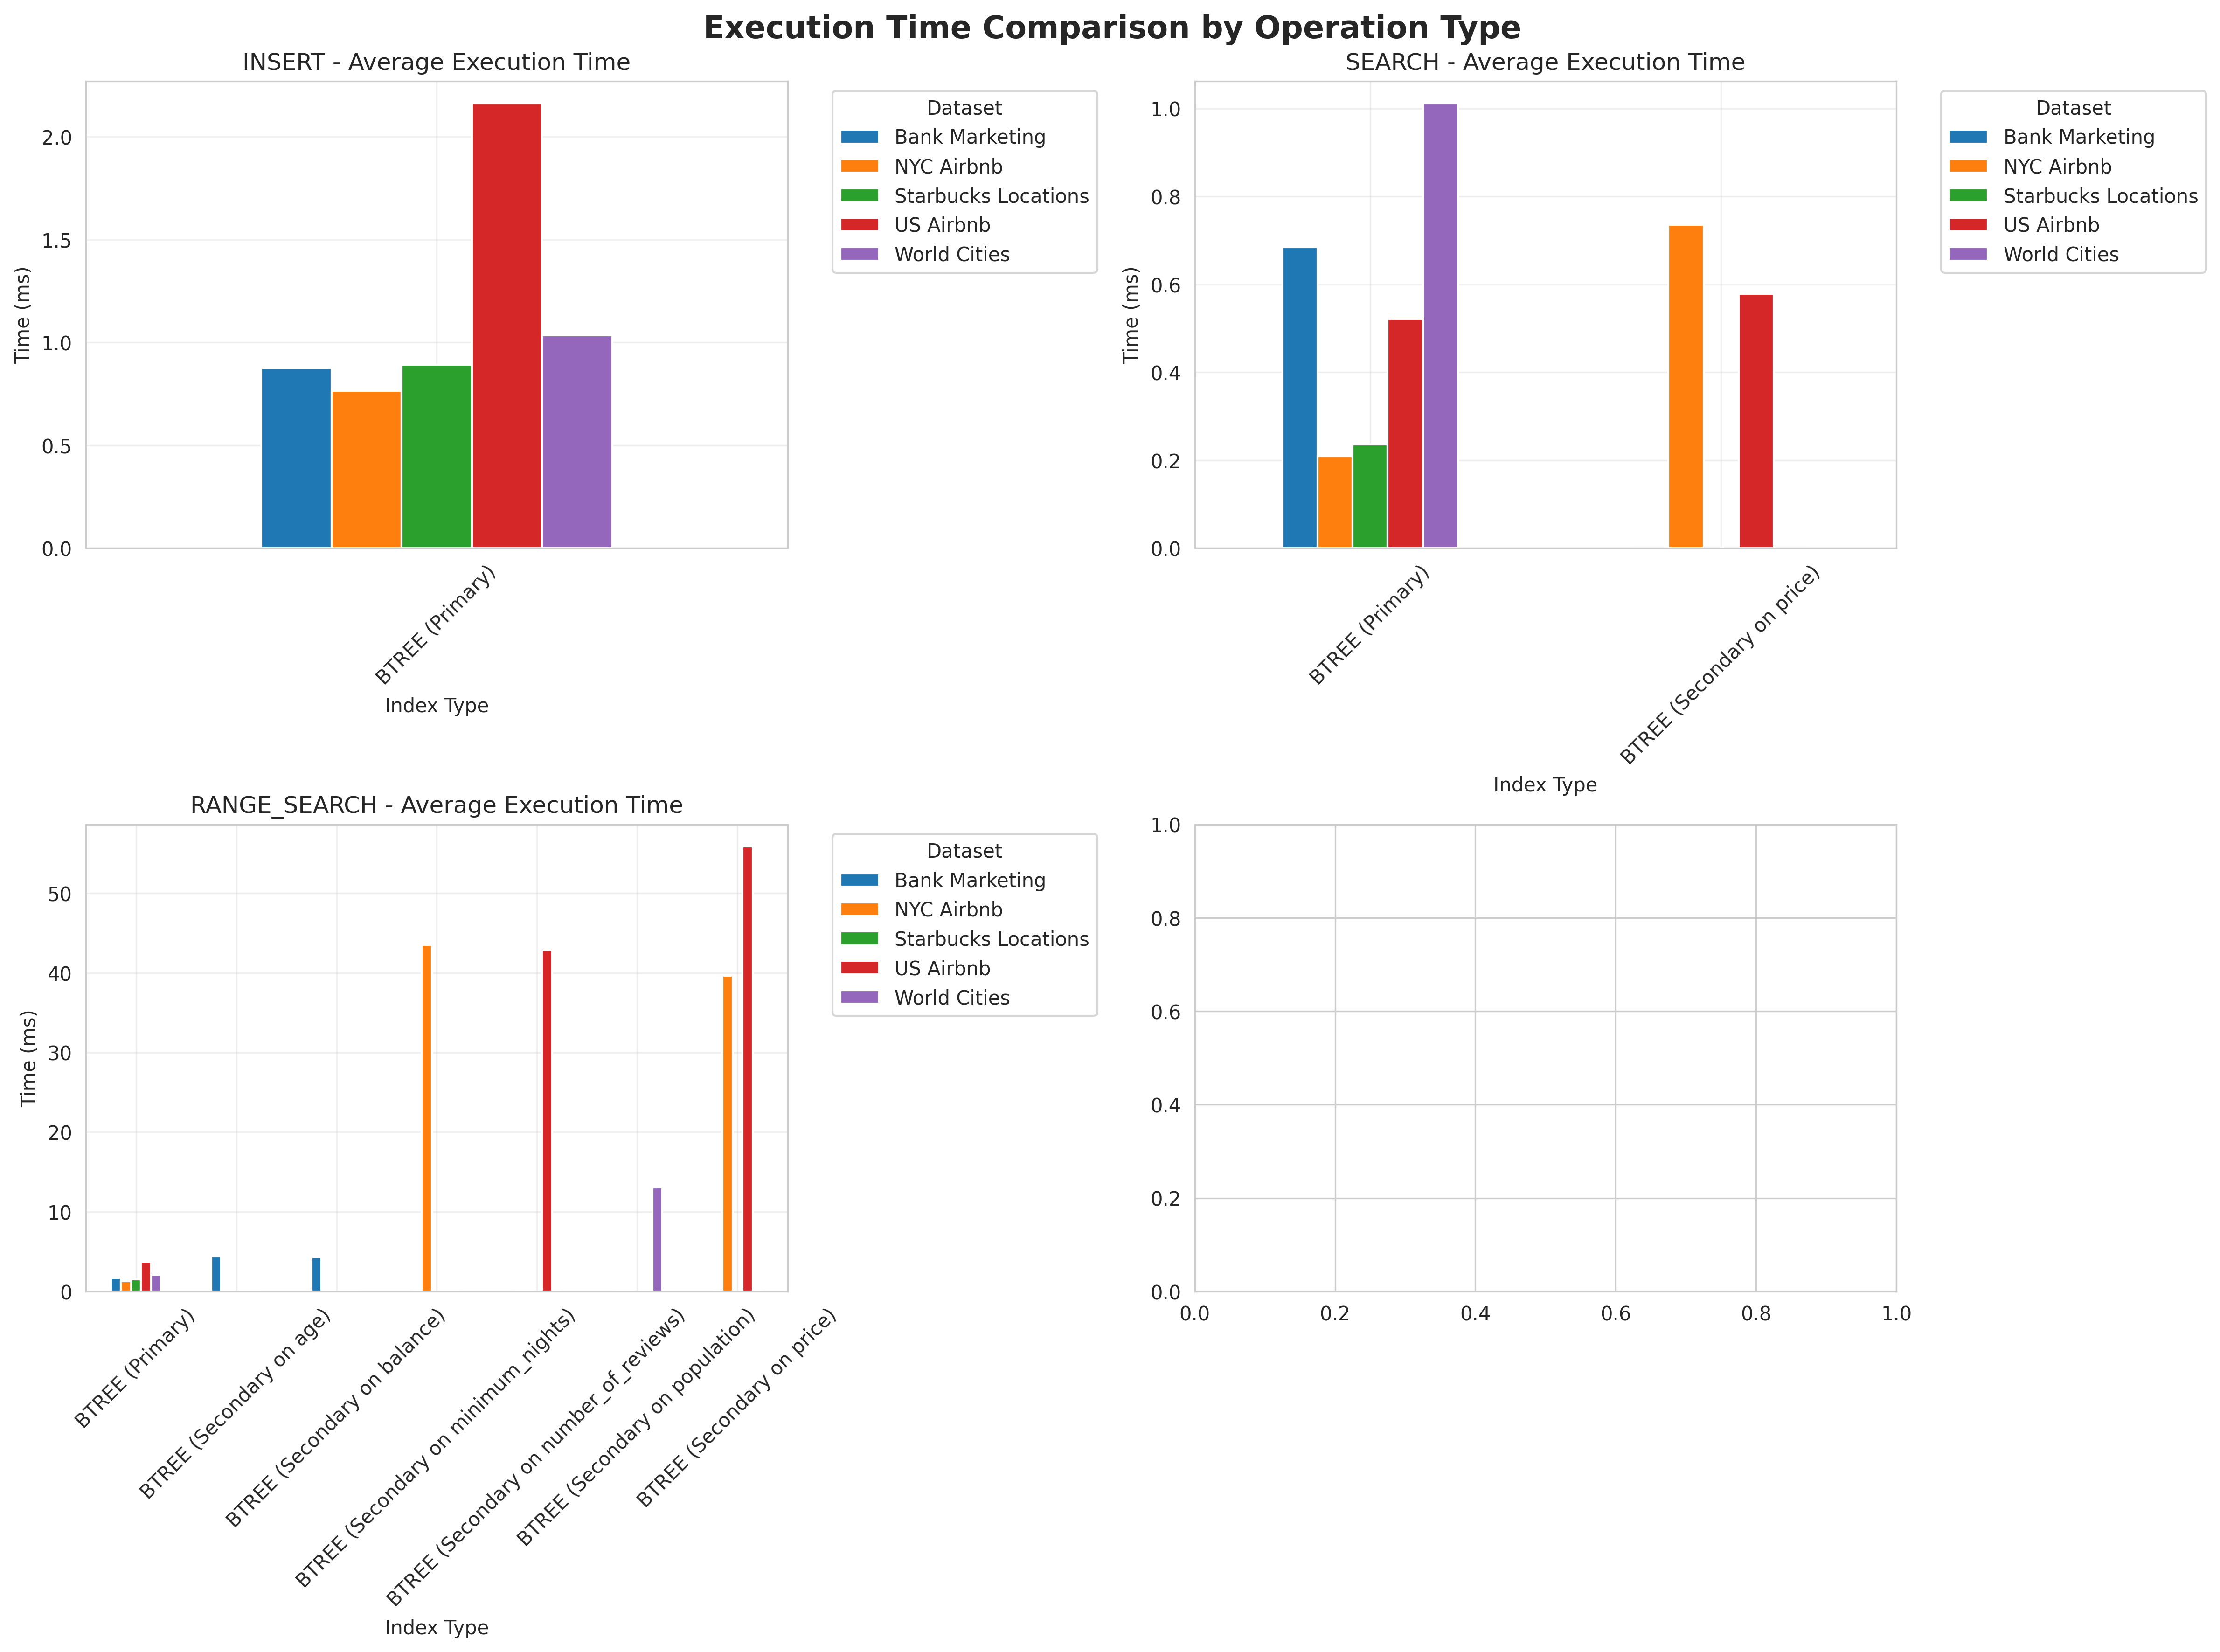 Execution Time Comparison by Operation Type
INSERT - Average Execution Time
Time (ms)
2.0
1.5
1.0
0.5
0.0
BTREE (Primary)
Index Type
Dataset
Bank Marketing
NYC Airbnb
Starbucks Locations
US Airbnb
World Cities
SEARCH - Average Execution Time
Time (ms)
1.0
0.8
0.6
0.4
0.2
0.0
BTREE (Primary)
BTREE (Secondary on price)
Index Type
Dataset
Bank Marketing
NYC Airbnb
Starbucks Locations
US Airbnb
World Cities
RANGE_SEARCH - Average Execution Time
Time (ms)
50
40
30
20
10
0
BTREE (Primary)
BTREE (Secondary on age)
BTREE (Secondary on balance)
BTREE (Secondary on minimum_nights)
BTREE (Secondary on number_of_reviews)
BTREE (Secondary on population)
BTREE (Secondary on price)
Index Type
Dataset
Bank Marketing
NYC Airbnb
Starbucks Locations
US Airbnb
World Cities
1.0
0.8
0.6
0.4
0.2
0.0
0.0 0.2 0.4 0.6 0.8 1.0